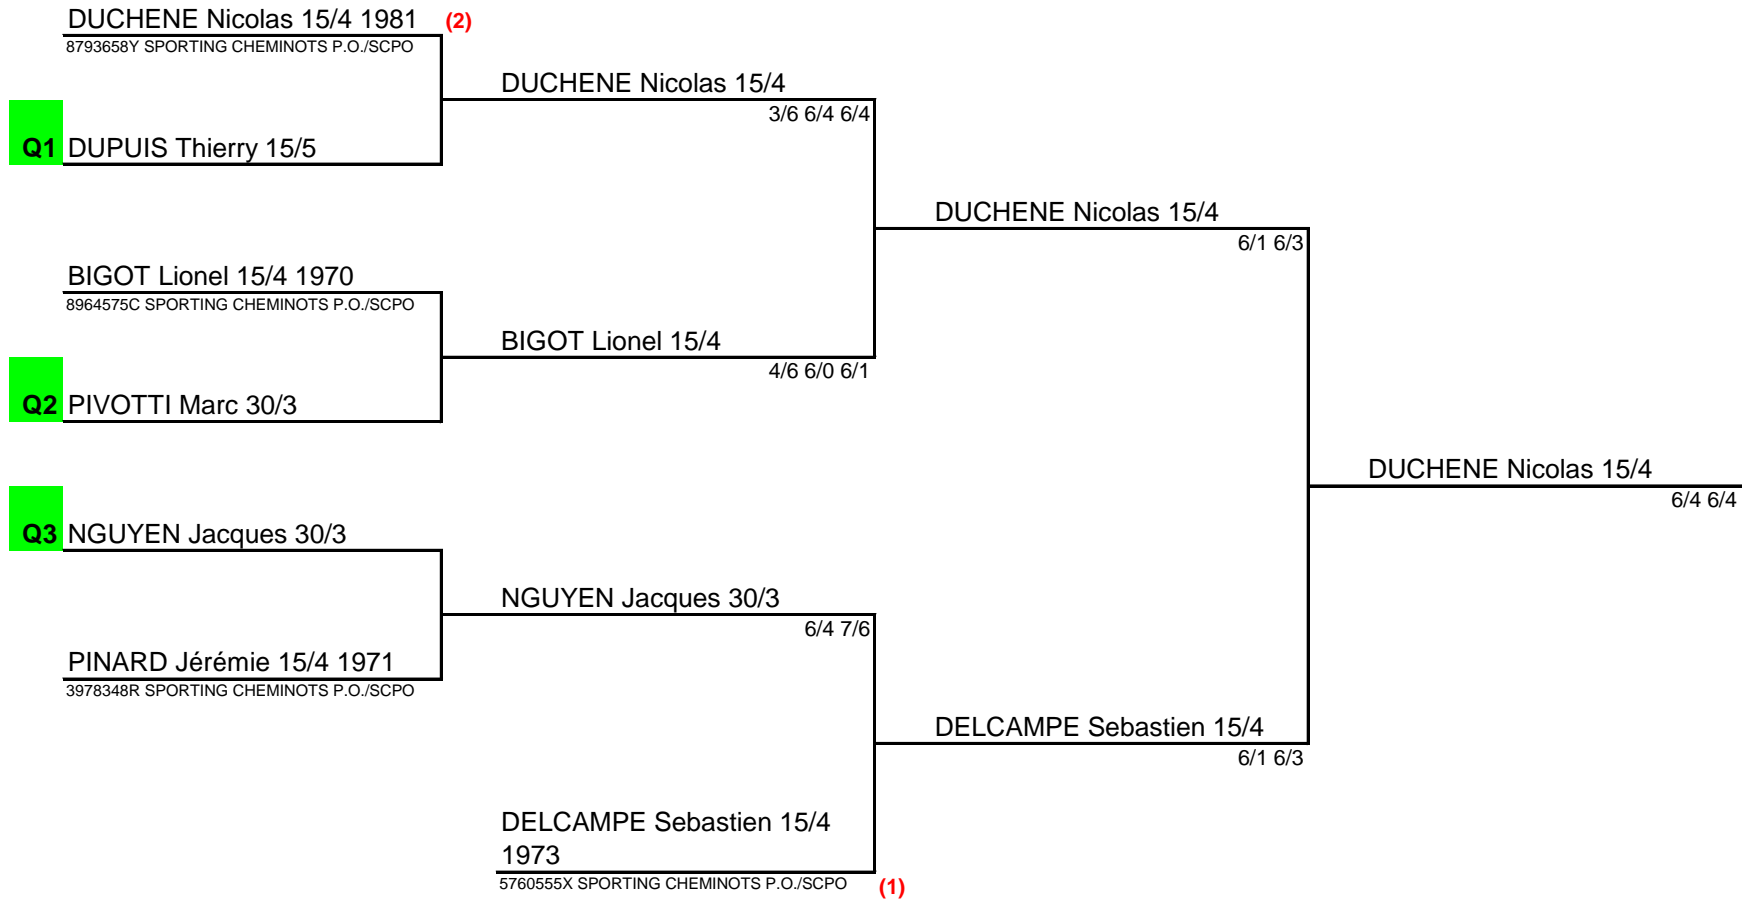 DUCHENE Nicolas 15/4 1981 (2)
8793658Y SPORTING CHEMINOTS P.O./SCPO
DUCHENE Nicolas 15/4
3/6 6/4 6/4
Q1 DUPUIS Thierry 15/5
DUCHENE Nicolas 15/4
6/1 6/3
BIGOT Lionel 15/4 1970
8964575C SPORTING CHEMINOTS P.O./SCPO
BIGOT Lionel 15/4
4/6 6/0 6/1
Q2 PIVOTTI Marc 30/3
DUCHENE Nicolas 15/4
6/4 6/4
Q3 NGUYEN Jacques 30/3
NGUYEN Jacques 30/3
6/4 7/6
PINARD Jérémie 15/4 1971
3978348R SPORTING CHEMINOTS P.O./SCPO
DELCAMPE Sebastien 15/4
6/1 6/3
DELCAMPE Sebastien 15/4
1973
5760555X SPORTING CHEMINOTS P.O./SCPO (1)